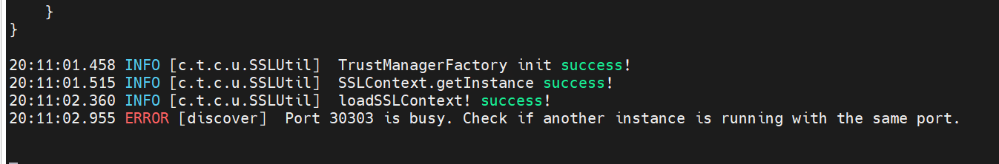 }
}
20:11:01.458 INFO [c.t.c.u.SSLUtil]  TrustManagerFactory init success!
20:11:01.515 INFO [c.t.c.u.SSLUtil]  SSLContext.getInstance success!
20:11:02.360 INFO [c.t.c.u.SSLUtil]  loadSSLContext! success!
20:11:02.955 ERROR [discover]  Port 30303 is busy. Check if another instance is running with the same port.